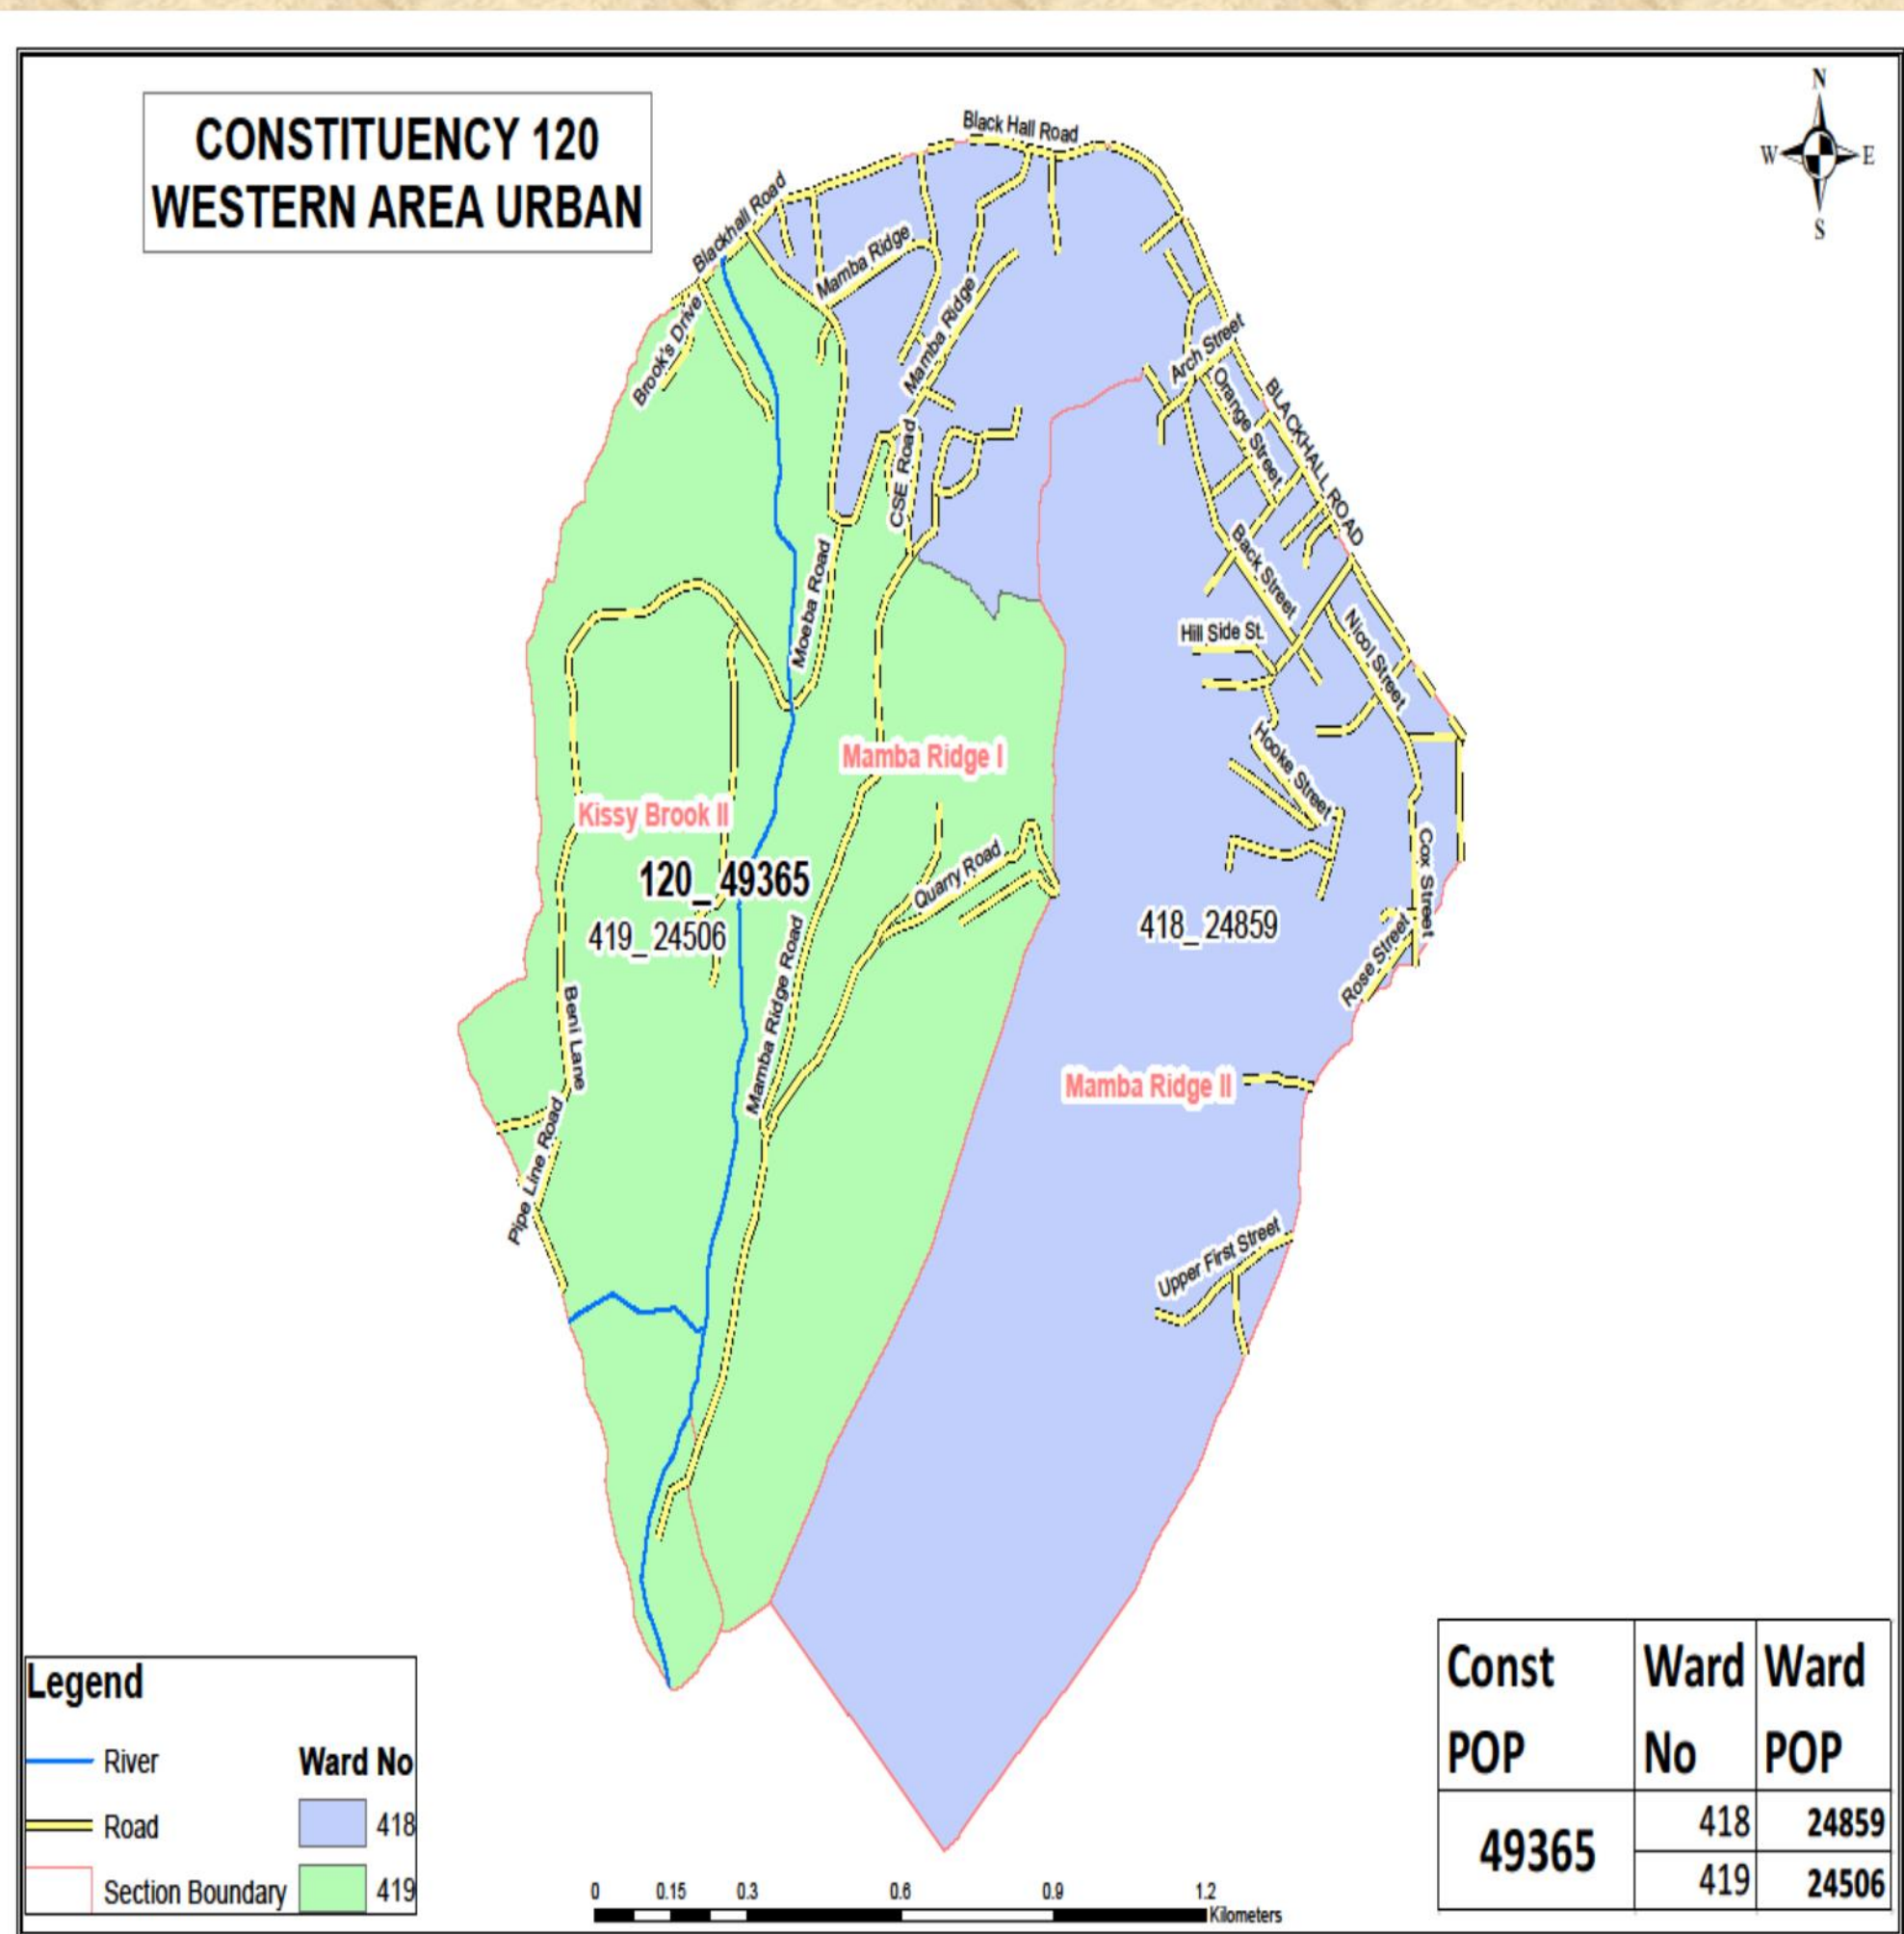 CONSTITUENCY 120
WESTERN AREA URBAN
N
W E
S
Black Hall Road
Blackhall Road
Mamba Ridge
Mamba Ridge
Brook's Drive
Arch Street
Orange Street
BLACKHALL ROAD
CSE Road
Back Street
Moeba Road
Hill Side St.
Nicol Street
Mamba Ridge I
Hooke Street
Kissy Brook II
Quarry Road
Cox Street
120_49365
419_24506
418_24859
Rose Street
Mamba Ridge Road
Beni Lane
Mamba Ridge II
Pipe Line Road
Upper First Street
Legend
River
Road
Section Boundary
Ward No
418
419
0 0.15 0.3 0.6 0.9 1.2
Kilometers
Const POP Ward No Ward POP
49365 418 24859
419 24506